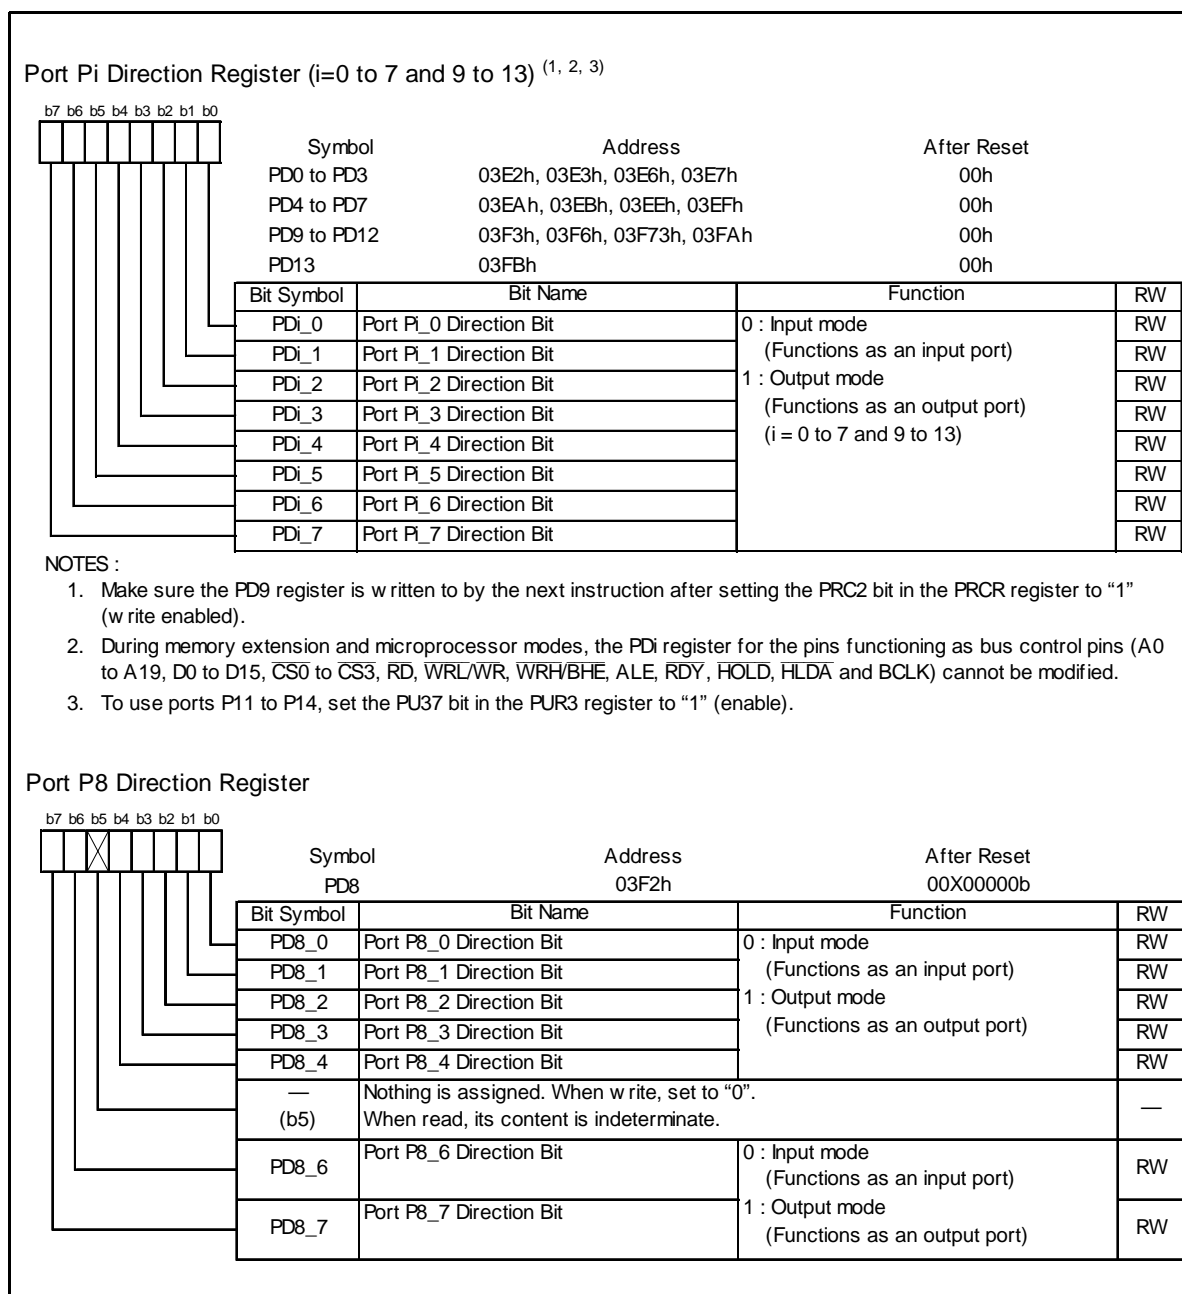 Port Pi Direction Register (i=0 to 7 and 9 to 13) (1, 2, 3)
b7 b6 b5 b4 b3 b2 b1 b0
Symbol Address After Reset
PD0 to PD3 03E2h, 03E3h, 03E6h, 03E7h 00h
PD4 to PD7 03EAh, 03EBh, 03EEh, 03EFh 00h
PD9 to PD12 03F3h, 03F6h, 03F73h, 03FAh 00h
PD13 03FBh 00h
Bit Symbol Bit Name Function RW
PDi_0 Port Pi_0 Direction Bit 0 : Input mode RW
PDi_1 Port Pi_1 Direction Bit (Functions as an input port) RW
PDi_2 Port Pi_2 Direction Bit 1 : Output mode RW
PDi_3 Port Pi_3 Direction Bit (Functions as an output port) RW
PDi_4 Port Pi_4 Direction Bit (i = 0 to 7 and 9 to 13) RW
PDi_5 Port Pi_5 Direction Bit RW
PDi_6 Port Pi_6 Direction Bit RW
PDi_7 Port Pi_7 Direction Bit RW
NOTES :
1. Make sure the PD9 register is written to by the next instruction after setting the PRC2 bit in the PRCR register to “1”
(write enabled).
2. During memory extension and microprocessor modes, the PDi register for the pins functioning as bus control pins (A0
to A19, D0 to D15, CS0 to CS3, RD, WRL/WR, WRH/BHE, ALE, RDY, HOLD, HLDA and BCLK) cannot be modified.
3. To use ports P11 to P14, set the PU37 bit in the PUR3 register to “1” (enable).
Port P8 Direction Register
b7 b6 b5 b4 b3 b2 b1 b0
Symbol Address After Reset
PD8 03F2h 00X00000b
Bit Symbol Bit Name Function RW
PD8_0 Port P8_0 Direction Bit 0 : Input mode RW
PD8_1 Port P8_1 Direction Bit (Functions as an input port) RW
PD8_2 Port P8_2 Direction Bit 1 : Output mode RW
PD8_3 Port P8_3 Direction Bit (Functions as an output port) RW
PD8_4 Port P8_4 Direction Bit RW
— Nothing is assigned. When write, set to “0”. —
(b5) When read, its content is indeterminate.
PD8_6 Port P8_6 Direction Bit 0 : Input mode RW
(Functions as an input port)
PD8_7 Port P8_7 Direction Bit 1 : Output mode RW
(Functions as an output port)